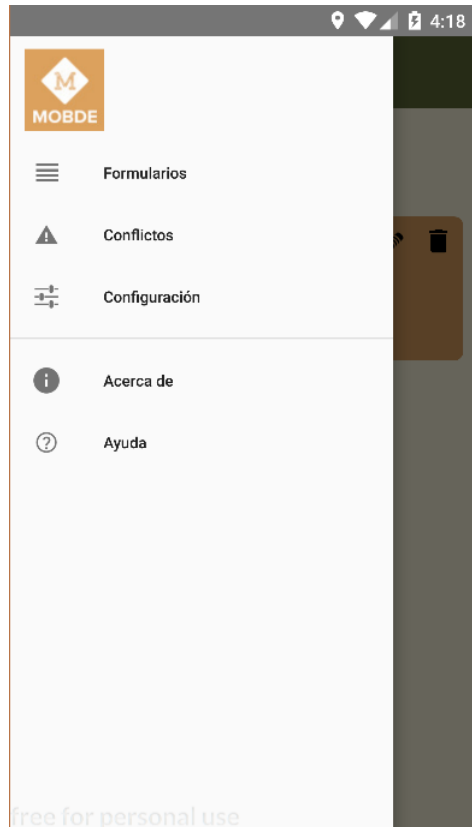 4:18
M
MOBDE
Formularios
Conflictos
Configuración
Acerca de
Ayuda
free for personal use